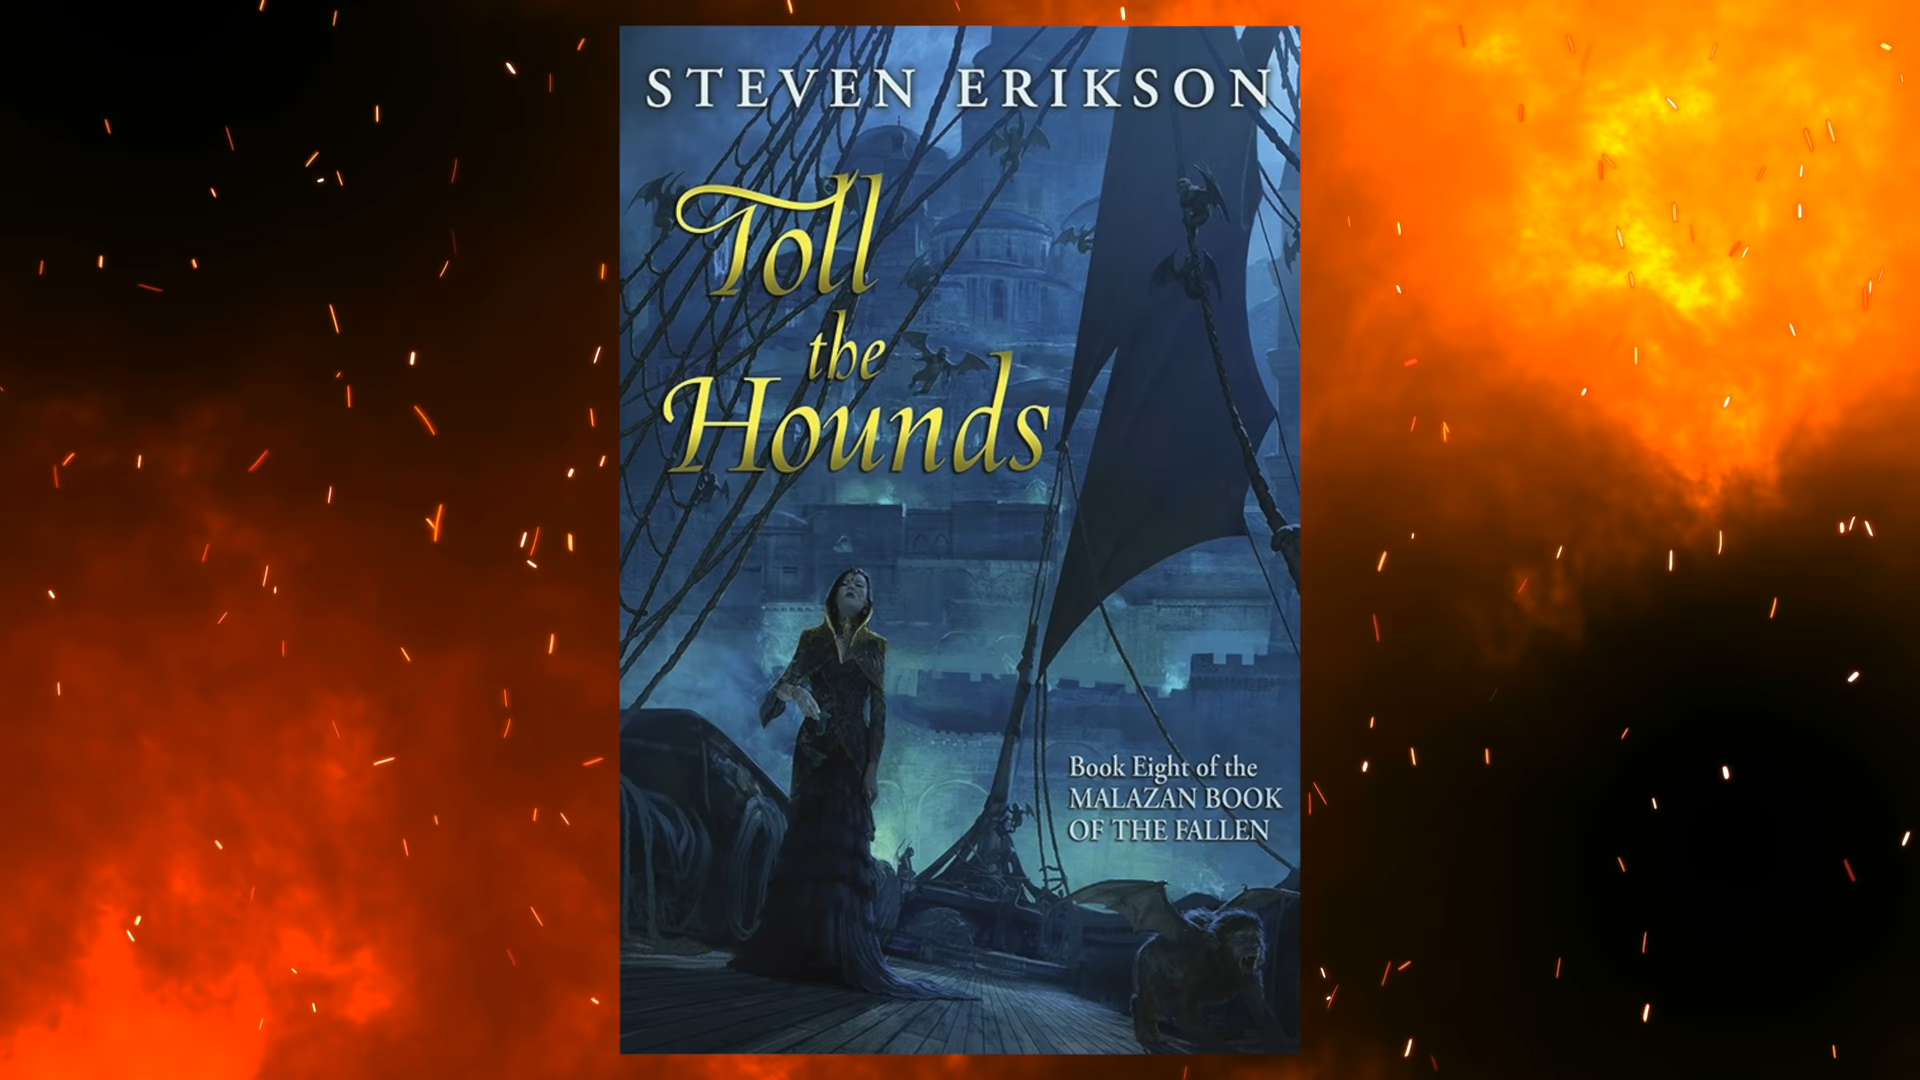 STEVEN ERIKSON
Toll
the
Hounds
Book Eight of the
MALAZAN BOOK
OF THE FALLEN